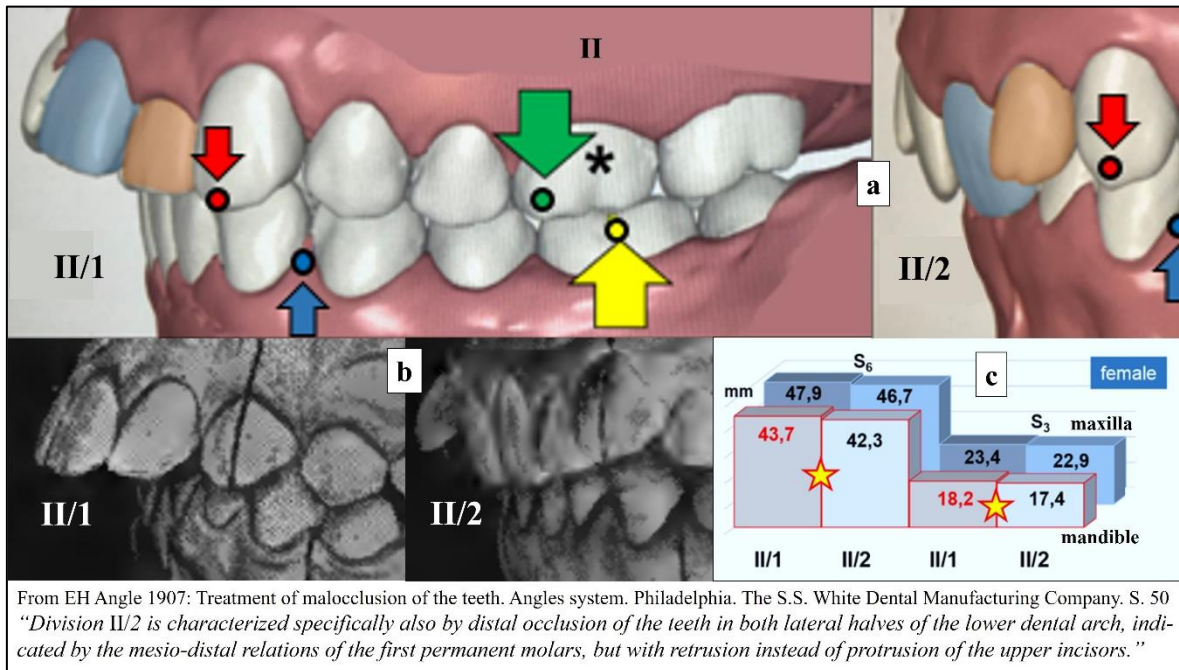 II
*
a
II/1
II/2
b
c
II/1
II/2
female
S6
mm
47,9
46,7
S3
maxilla
43,7
42,3
23,4
22,9
18,2
17,4
mandible
II/1
II/2
II/1
II/2
From EH Angle 1907: Treatment of malocclusion of the teeth. Angles system. Philadelphia. The S.S. White Dental Manufacturing Company. S. 50
“Division II/2 is characterized specifically also by distal occlusion of the teeth in both lateral halves of the lower dental arch, indi-
cated by the mesio-distal relations of the first permanent molars, but with retrusion instead of protrusion of the upper incisors.”